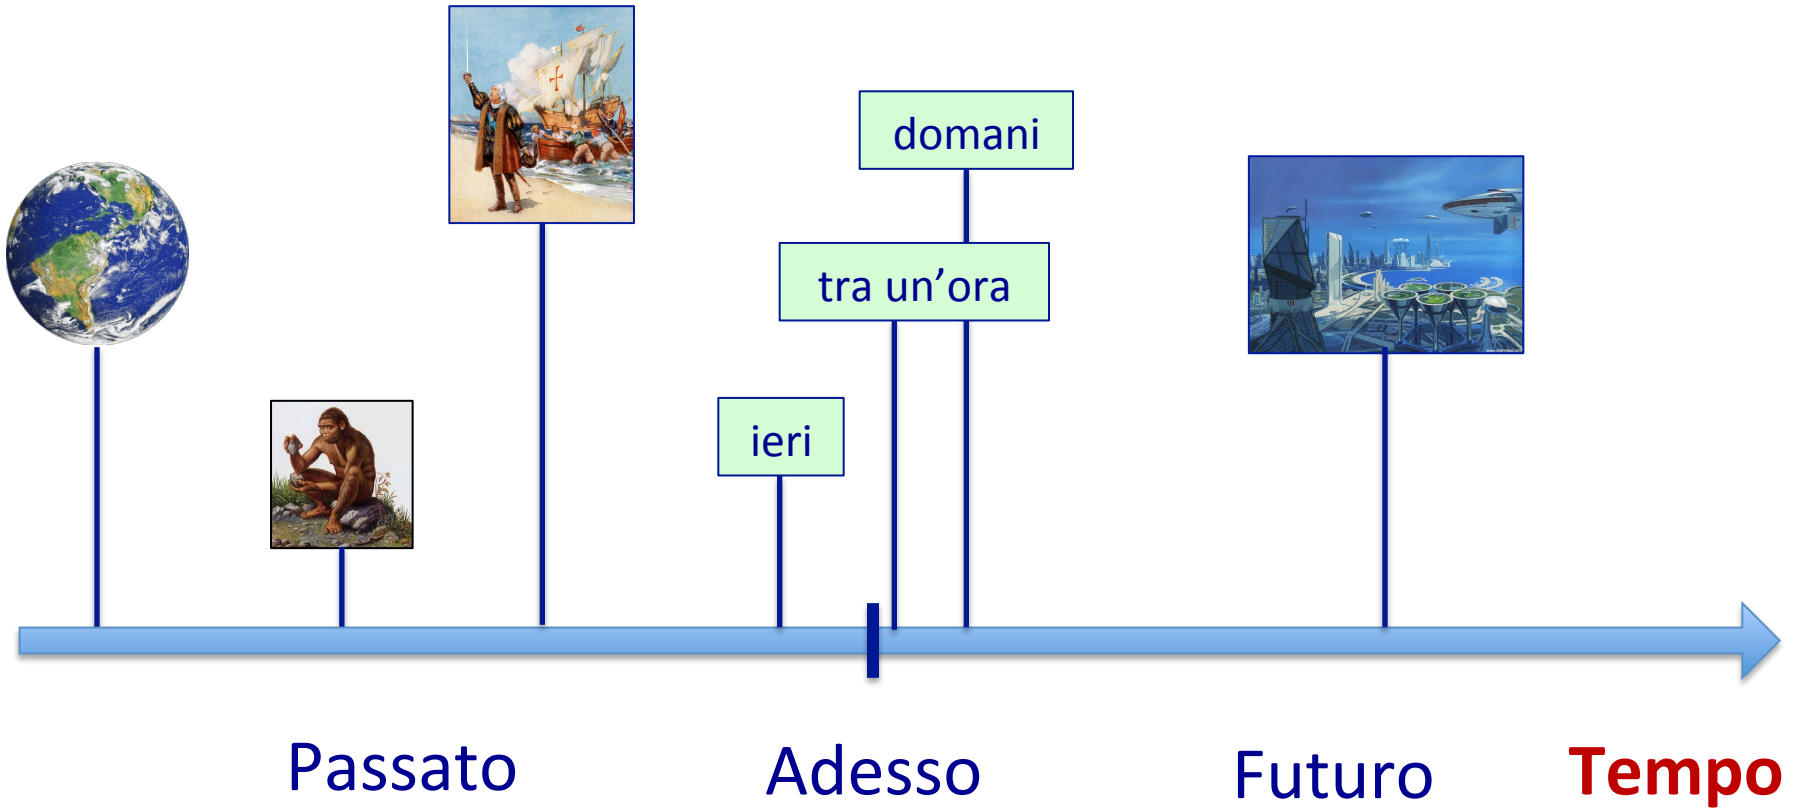 domani
tra un’ora
ieri
Passato
Adesso
Futuro
Tempo